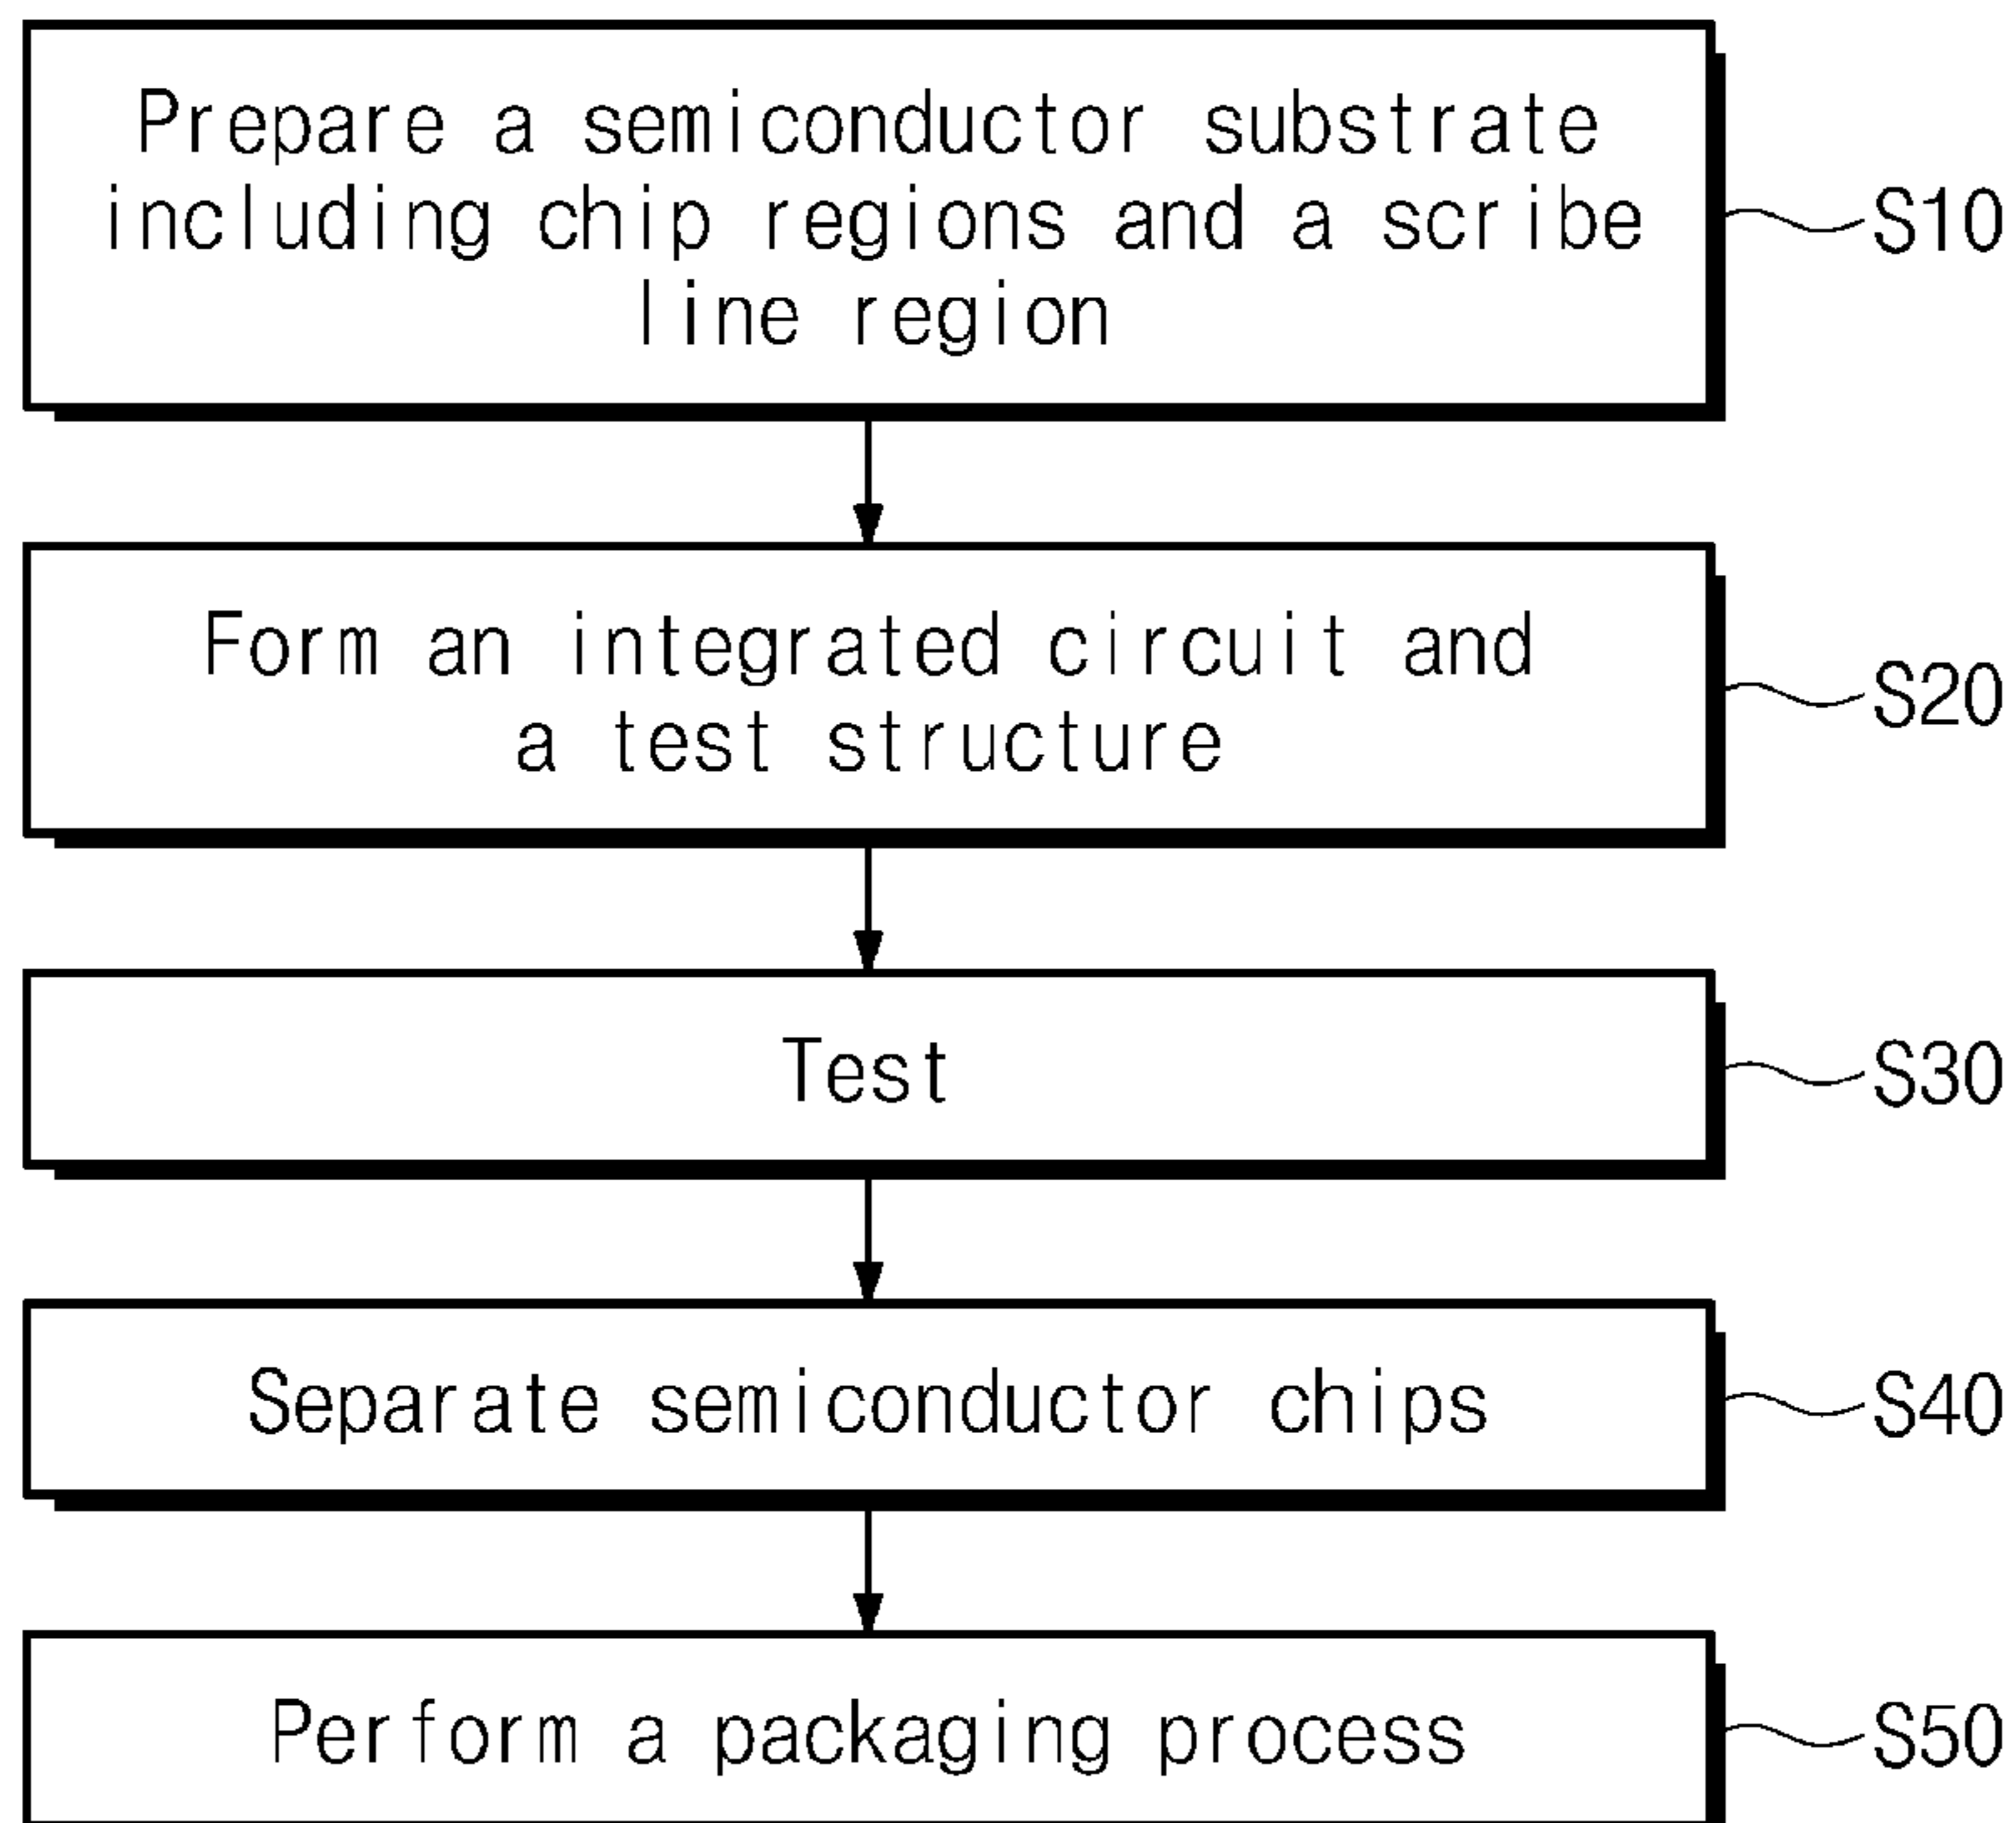 Prepare a semiconductor substrate
including chip regions and a scribe
line region
S10
Form an integrated circuit and
a test structure
S20
Test
S30
Separate semiconductor chips
S40
Perform a packaging process
S50